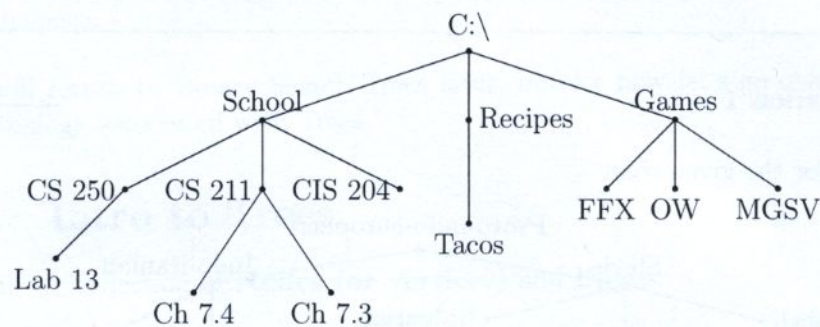 C:\
School
Recipes
Games
CS 250
CS 211
CIS 204
FFX
OW
MGSV
Tacos
Lab 13
Ch 7.4
Ch 7.3